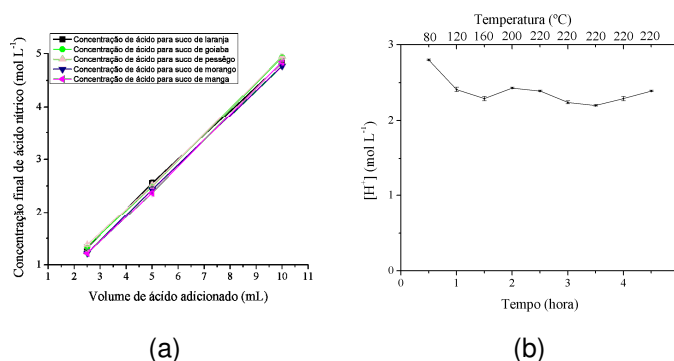 Concentração de ácido para suco de laranja
Concentração de ácido para suco de goiaba
Concentração de ácido para suco de pessêgo
Concentração de ácido para suco de morango
Concentração de ácido para suco de manga
Concentração final de ácido nítrico (mol L⁻¹)
5
4
3
2
1
1 2 3 4 5 6 7 8 9 10 11
Volume de ácido adicionado (mL)
(a)
Temperatura (ºC)
80 120 160 200 220 220 220 220 220
[H⁺] (mol L⁻¹)
3
2
1
0
0 1 2 3 4
Tempo (hora)
(b)